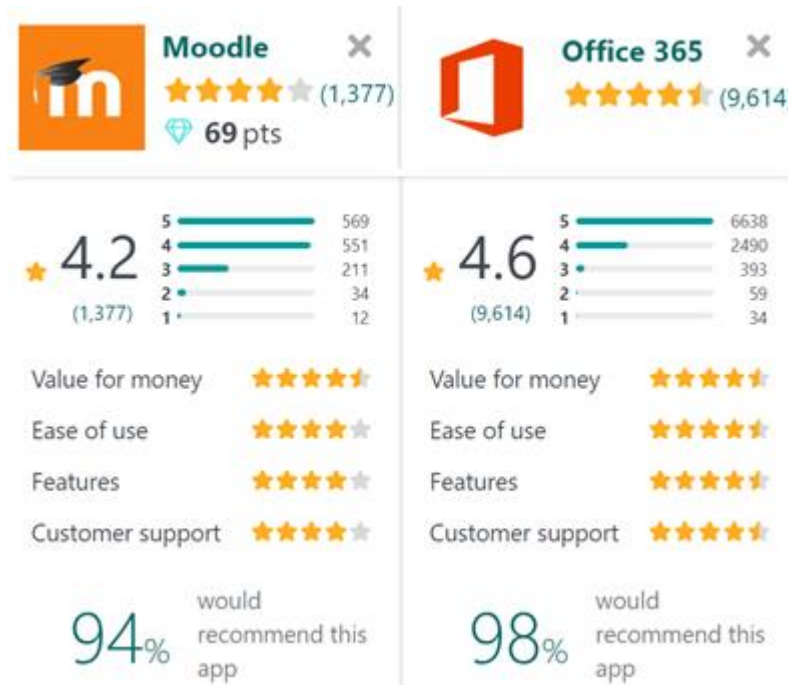 Moodle
(1,377)
69 pts
4.2
(1,377)
5 569
4 551
3 211
2 34
1 12
Value for money
Ease of use
Features
Customer support
94%
would
recommend this
app
Office 365
(9,614
4.6
(9,614)
5 6638
4 2490
3 393
2 59
1 34
Value for money
Ease of use
Features
Customer support
98%
would
recommend this
app